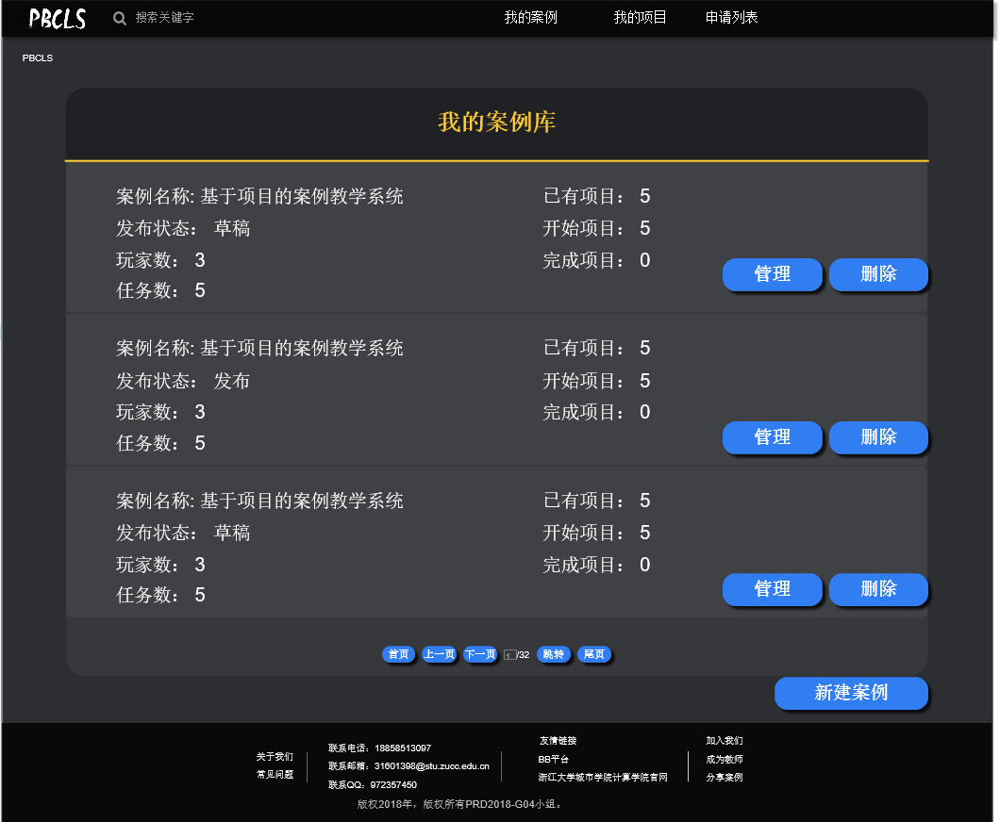 PBCLS 搜索关键字 我的案例 我的项目 申请列表
PBCLS
我的案例库
案例名称: 基于项目的案例教学系统 已有项目： 5
发布状态： 草稿 开始项目： 5
玩家数： 3 完成项目： 0
任务数： 5
管理 删除
案例名称: 基于项目的案例教学系统 已有项目： 5
发布状态： 发布 开始项目： 5
玩家数： 3 完成项目： 0
任务数： 5
管理 删除
案例名称: 基于项目的案例教学系统 已有项目： 5
发布状态： 草稿 开始项目： 5
玩家数： 3 完成项目： 0
任务数： 5
管理 删除
首页 上一页 下一页 1/32 跳转 尾页
新建案例
关于我们
常见问题
联系电话：18858513097
联系邮箱：31601398@stu.zucc.edu.cn
联系QQ：972357450
友情链接
BB平台
浙江大学城市学院计算学院官网
加入我们
成为教师
分享案例
版权2018年，版权所有PRD2018-G04小组。